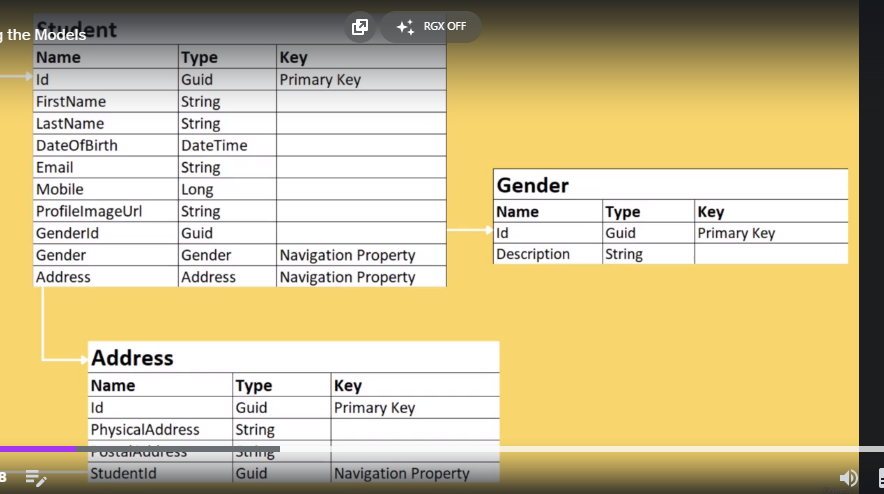 g the Models
RGX OFF
Student
Name Type Key
Id Guid Primary Key
FirstName String
LastName String
DateOfBirth DateTime
Email String
Mobile Long
ProfileImageUrl String
GenderId Guid
Gender Gender Navigation Property
Address Address Navigation Property
Gender
Name Type Key
Id Guid Primary Key
Description String
Address
Name Type Key
Id Guid Primary Key
PhysicalAddress String
PostalAddress String
StudentId Guid Navigation Property